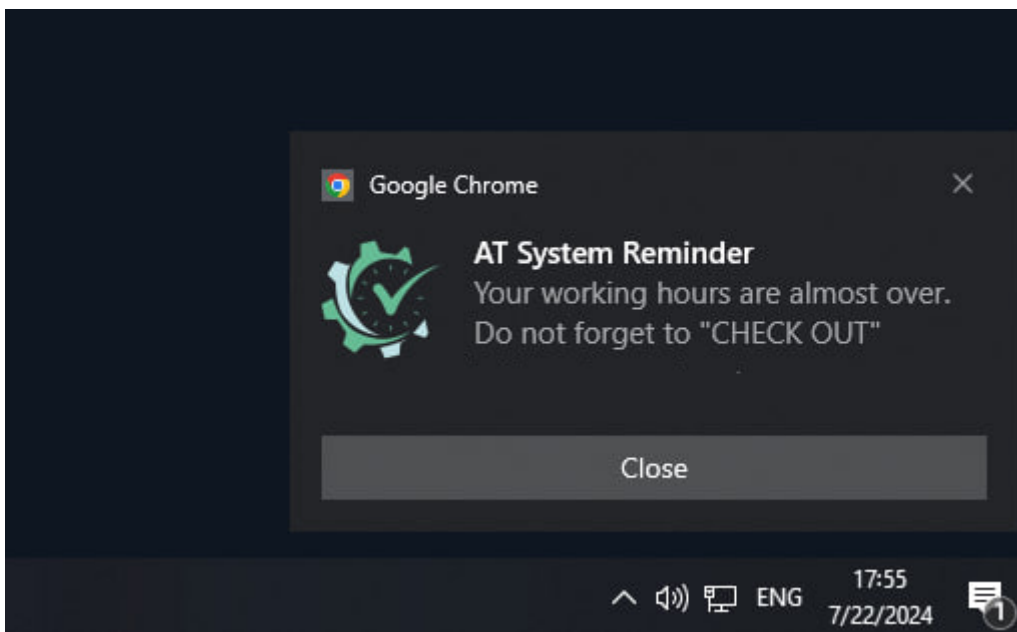 Google Chrome
AT System Reminder
Your working hours are almost over.
Do not forget to "CHECK OUT"
Close
ENG
17:55
7/22/2024
1